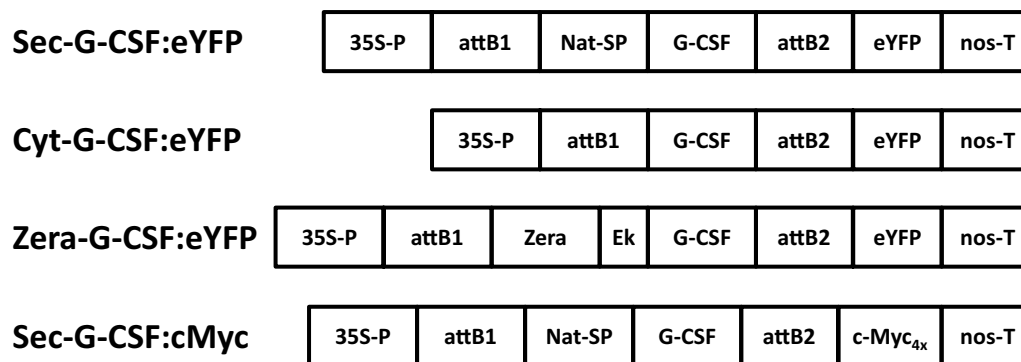 Sec-G-CSF:eYFP 35S-P attB1 Nat-SP G-CSF attB2 eYFP nos-T
Cyt-G-CSF:eYFP 35S-P attB1 G-CSF attB2 eYFP nos-T
Zera-G-CSF:eYFP 35S-P attB1 Zera Ek G-CSF attB2 eYFP nos-T
Sec-G-CSF:cMyc 35S-P attB1 Nat-SP G-CSF attB2 c-Myc4x nos-T